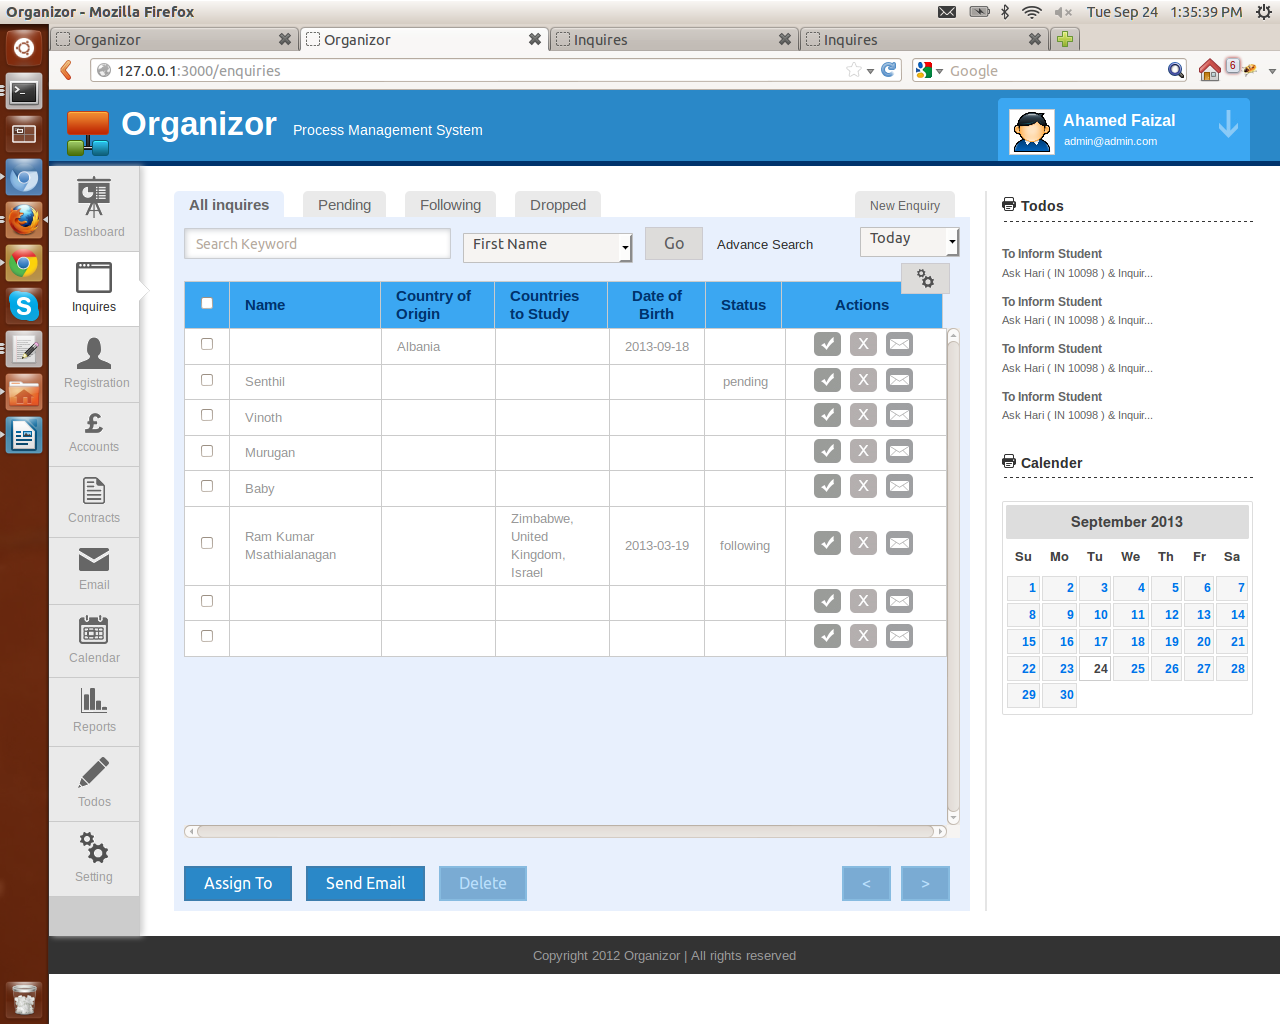 Organizor - Mozilla Firefox
Tue Sep 24 1:35:39 PM
Organizor
Organizor
Inquires
Inquires
127.0.0.1:3000/enquiries
Google
6
Organizor Process Management System
Ahamed Faizal
admin@admin.com
Dashboard
Inquires
Registration
£
Accounts
Contracts
Email
Calendar
Reports
Todos
Setting
All inquires Pending Following Dropped New Enquiry
Search Keyword First Name Go Advance Search Today
Name Country of Origin Countries to Study Date of Birth Status Actions
Albania 2013-09-18 X
Senthil pending X
Vinoth X
Murugan X
Baby X
Ram Kumar Msathialanagan Zimbabwe, United Kingdom, Israel 2013-03-19 following X
X
X
Assign To Send Email Delete < >
Todos
To Inform Student
Ask Hari ( IN 10098 ) & Inquir...
To Inform Student
Ask Hari ( IN 10098 ) & Inquir...
To Inform Student
Ask Hari ( IN 10098 ) & Inquir...
To Inform Student
Ask Hari ( IN 10098 ) & Inquir...
Calender
September 2013
Su Mo Tu We Th Fr Sa
1 2 3 4 5 6 7
8 9 10 11 12 13 14
15 16 17 18 19 20 21
22 23 24 25 26 27 28
29 30
Copyright 2012 Organizor | All rights reserved